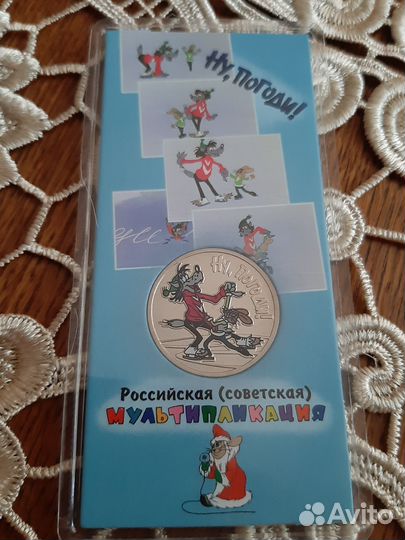 Ну, погоди!
НУ, ПОГОДИ!
Российская (советская)
МУЛЬТИПЛИКАЦИЯ
Avito